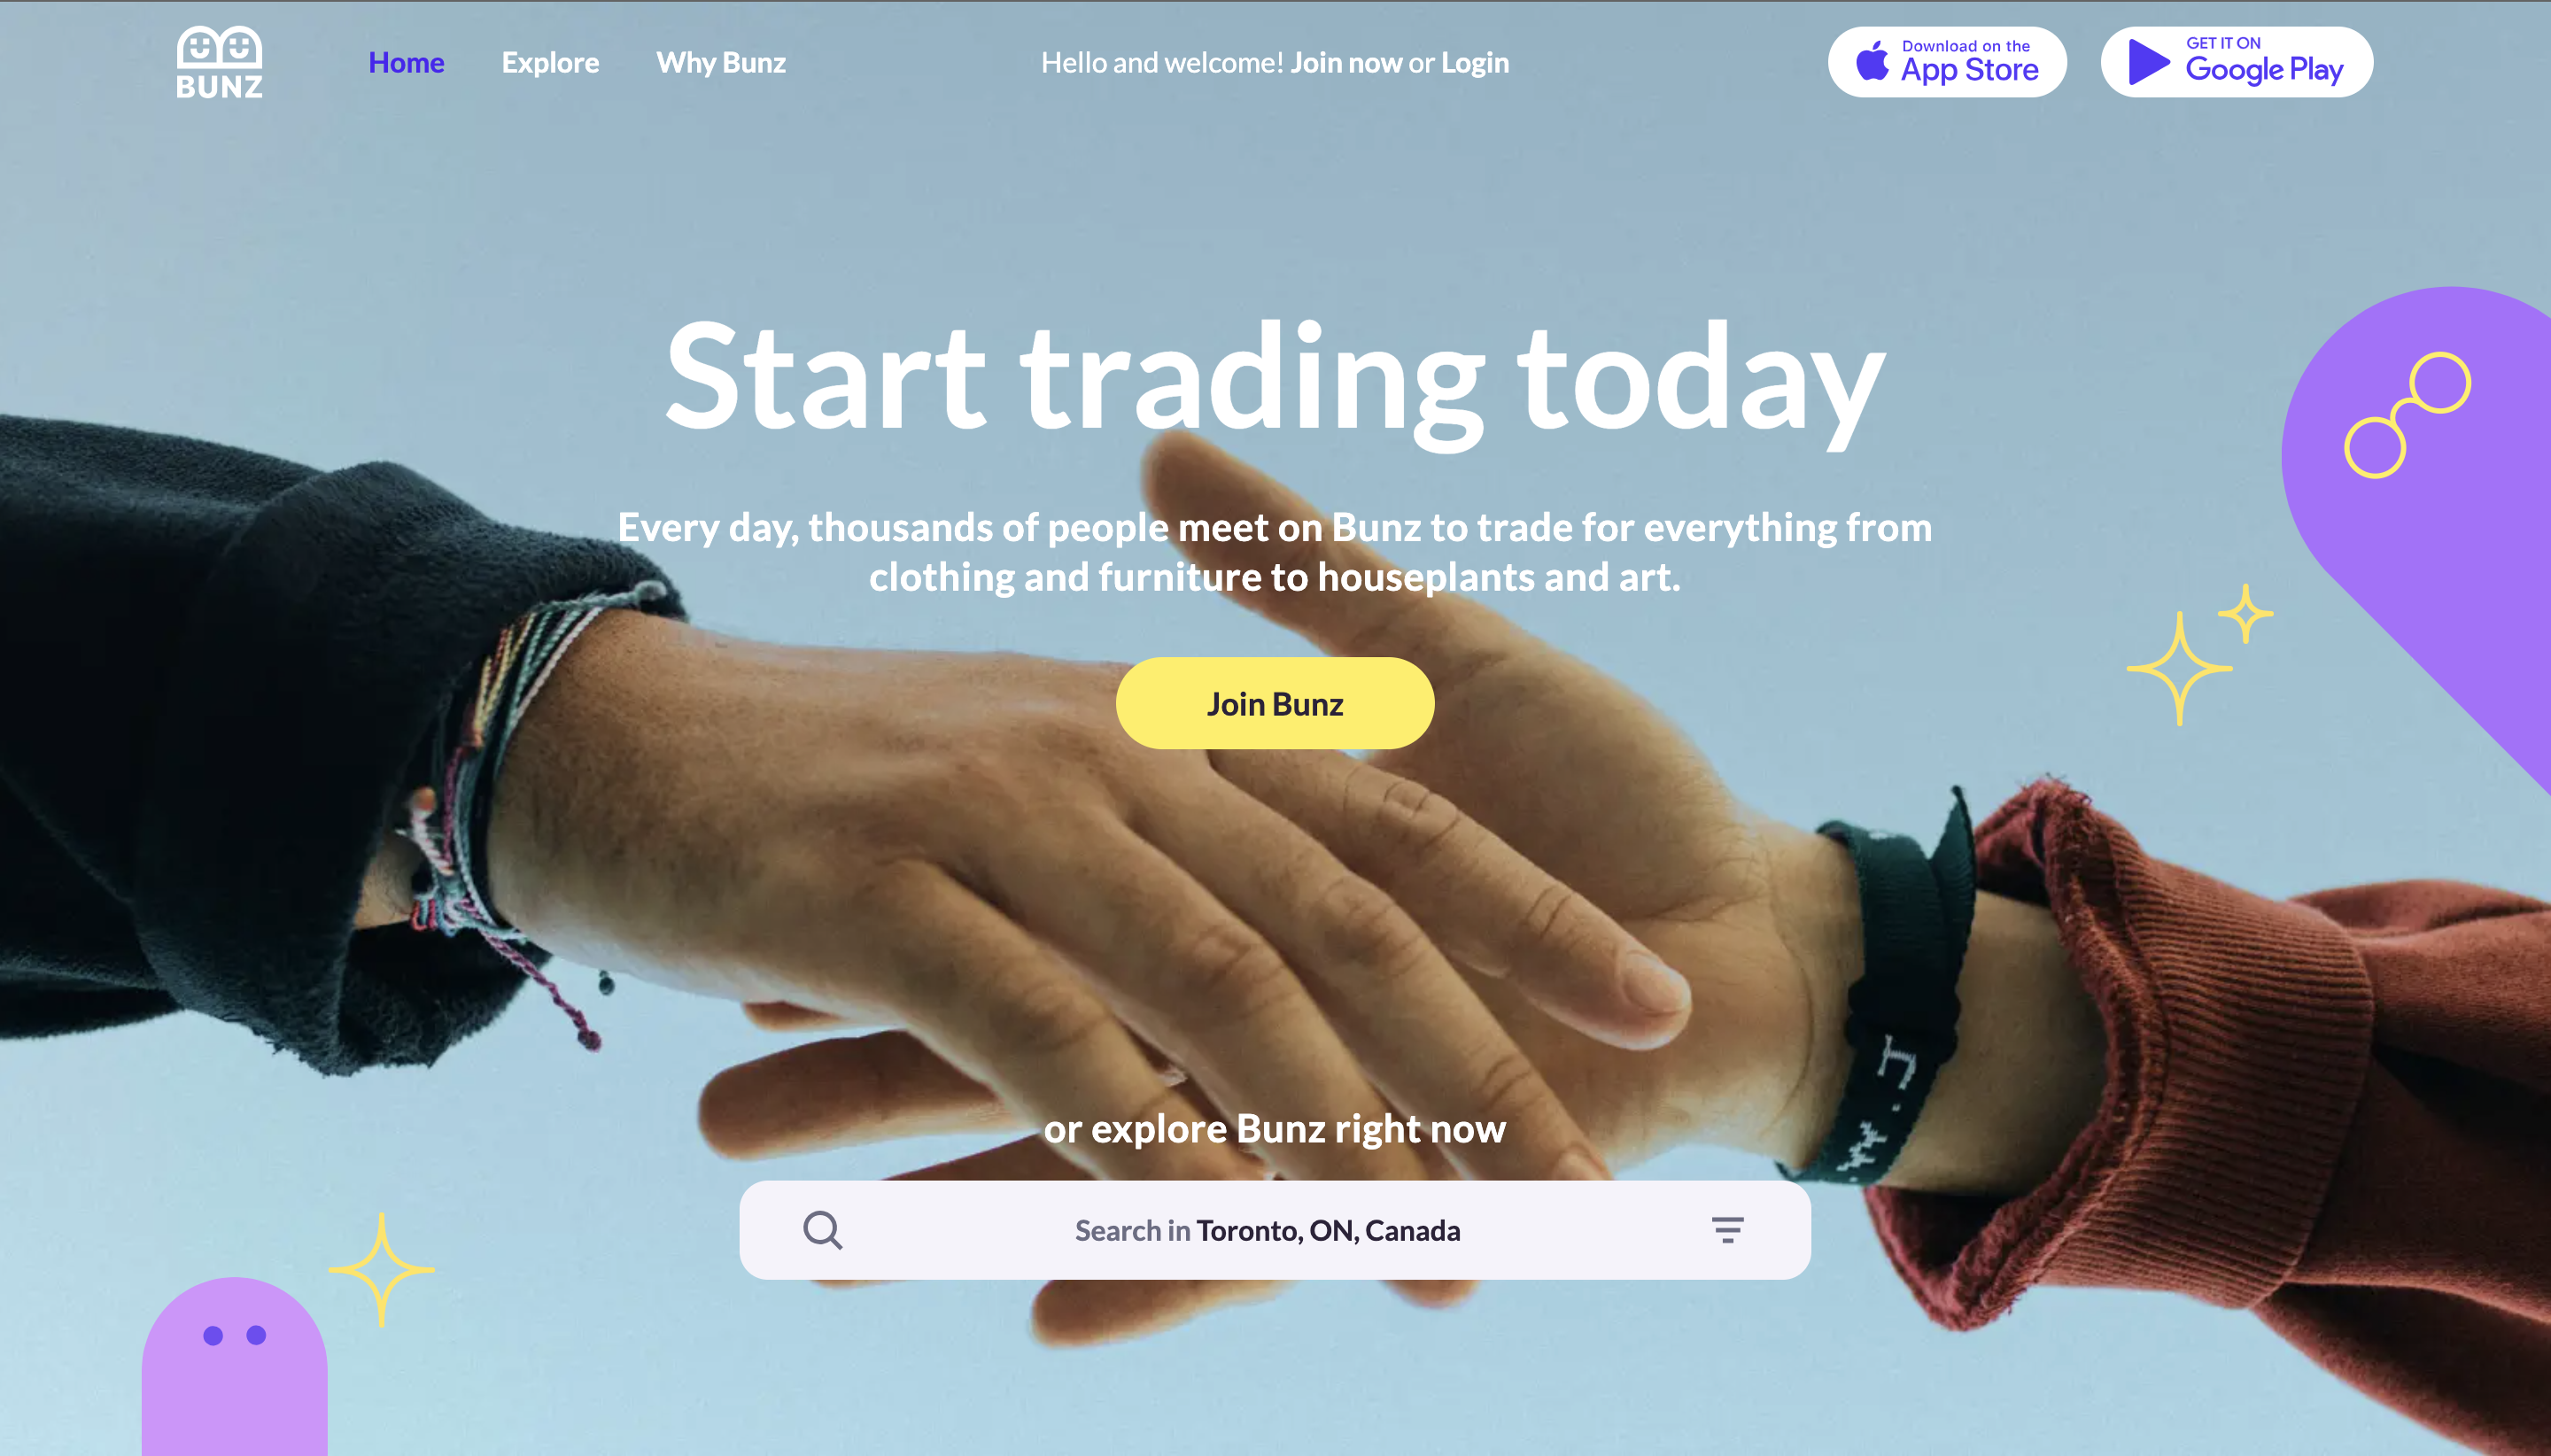 BUNZ
Home
Explore
Why Bunz
Hello and welcome! Join now or Login
Download on the
App Store
GET IT ON
Google Play
Start trading today
Every day, thousands of people meet on Bunz to trade for everything from
clothing and furniture to houseplants and art.
Join Bunz
or explore Bunz right now
Search in Toronto, ON, Canada